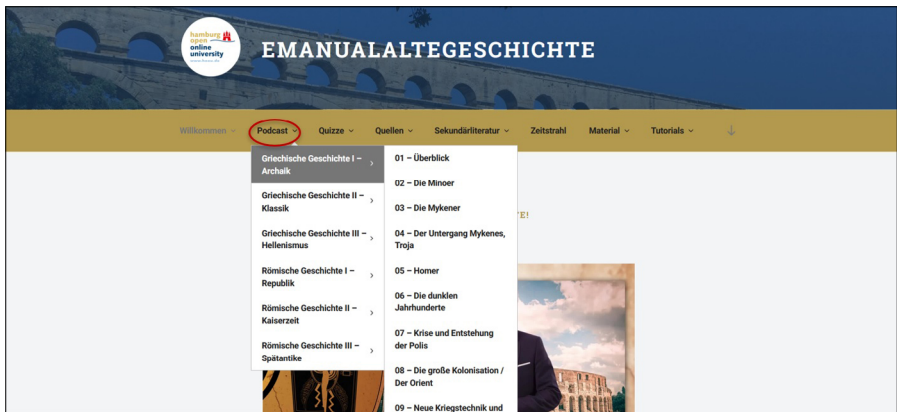 hamburg
open
online
university
EMANUALALTEGESCHICHTE
Willkommen
Podcast
Quizze
Quellen
Sekundärliteratur
Zeitstrahl
Material
Tutorials
Griechische Geschichte I –
Archaik
Griechische Geschichte II –
Klassik
Griechische Geschichte III –
Hellenismus
Römische Geschichte I –
Republik
Römische Geschichte II –
Kaiserzeit
Römische Geschichte III –
Spätantike
01 – Überblick
02 – Die Minoer
03 – Die Mykener
04 – Der Untergang Mykenes,
Troja
05 – Homer
06 – Die dunklen
Jahrhunderte
07 – Krise und Entstehung
der Polis
08 – Die große Kolonisation /
Der Orient
09 – Neue Kriegstechnik und
TE!